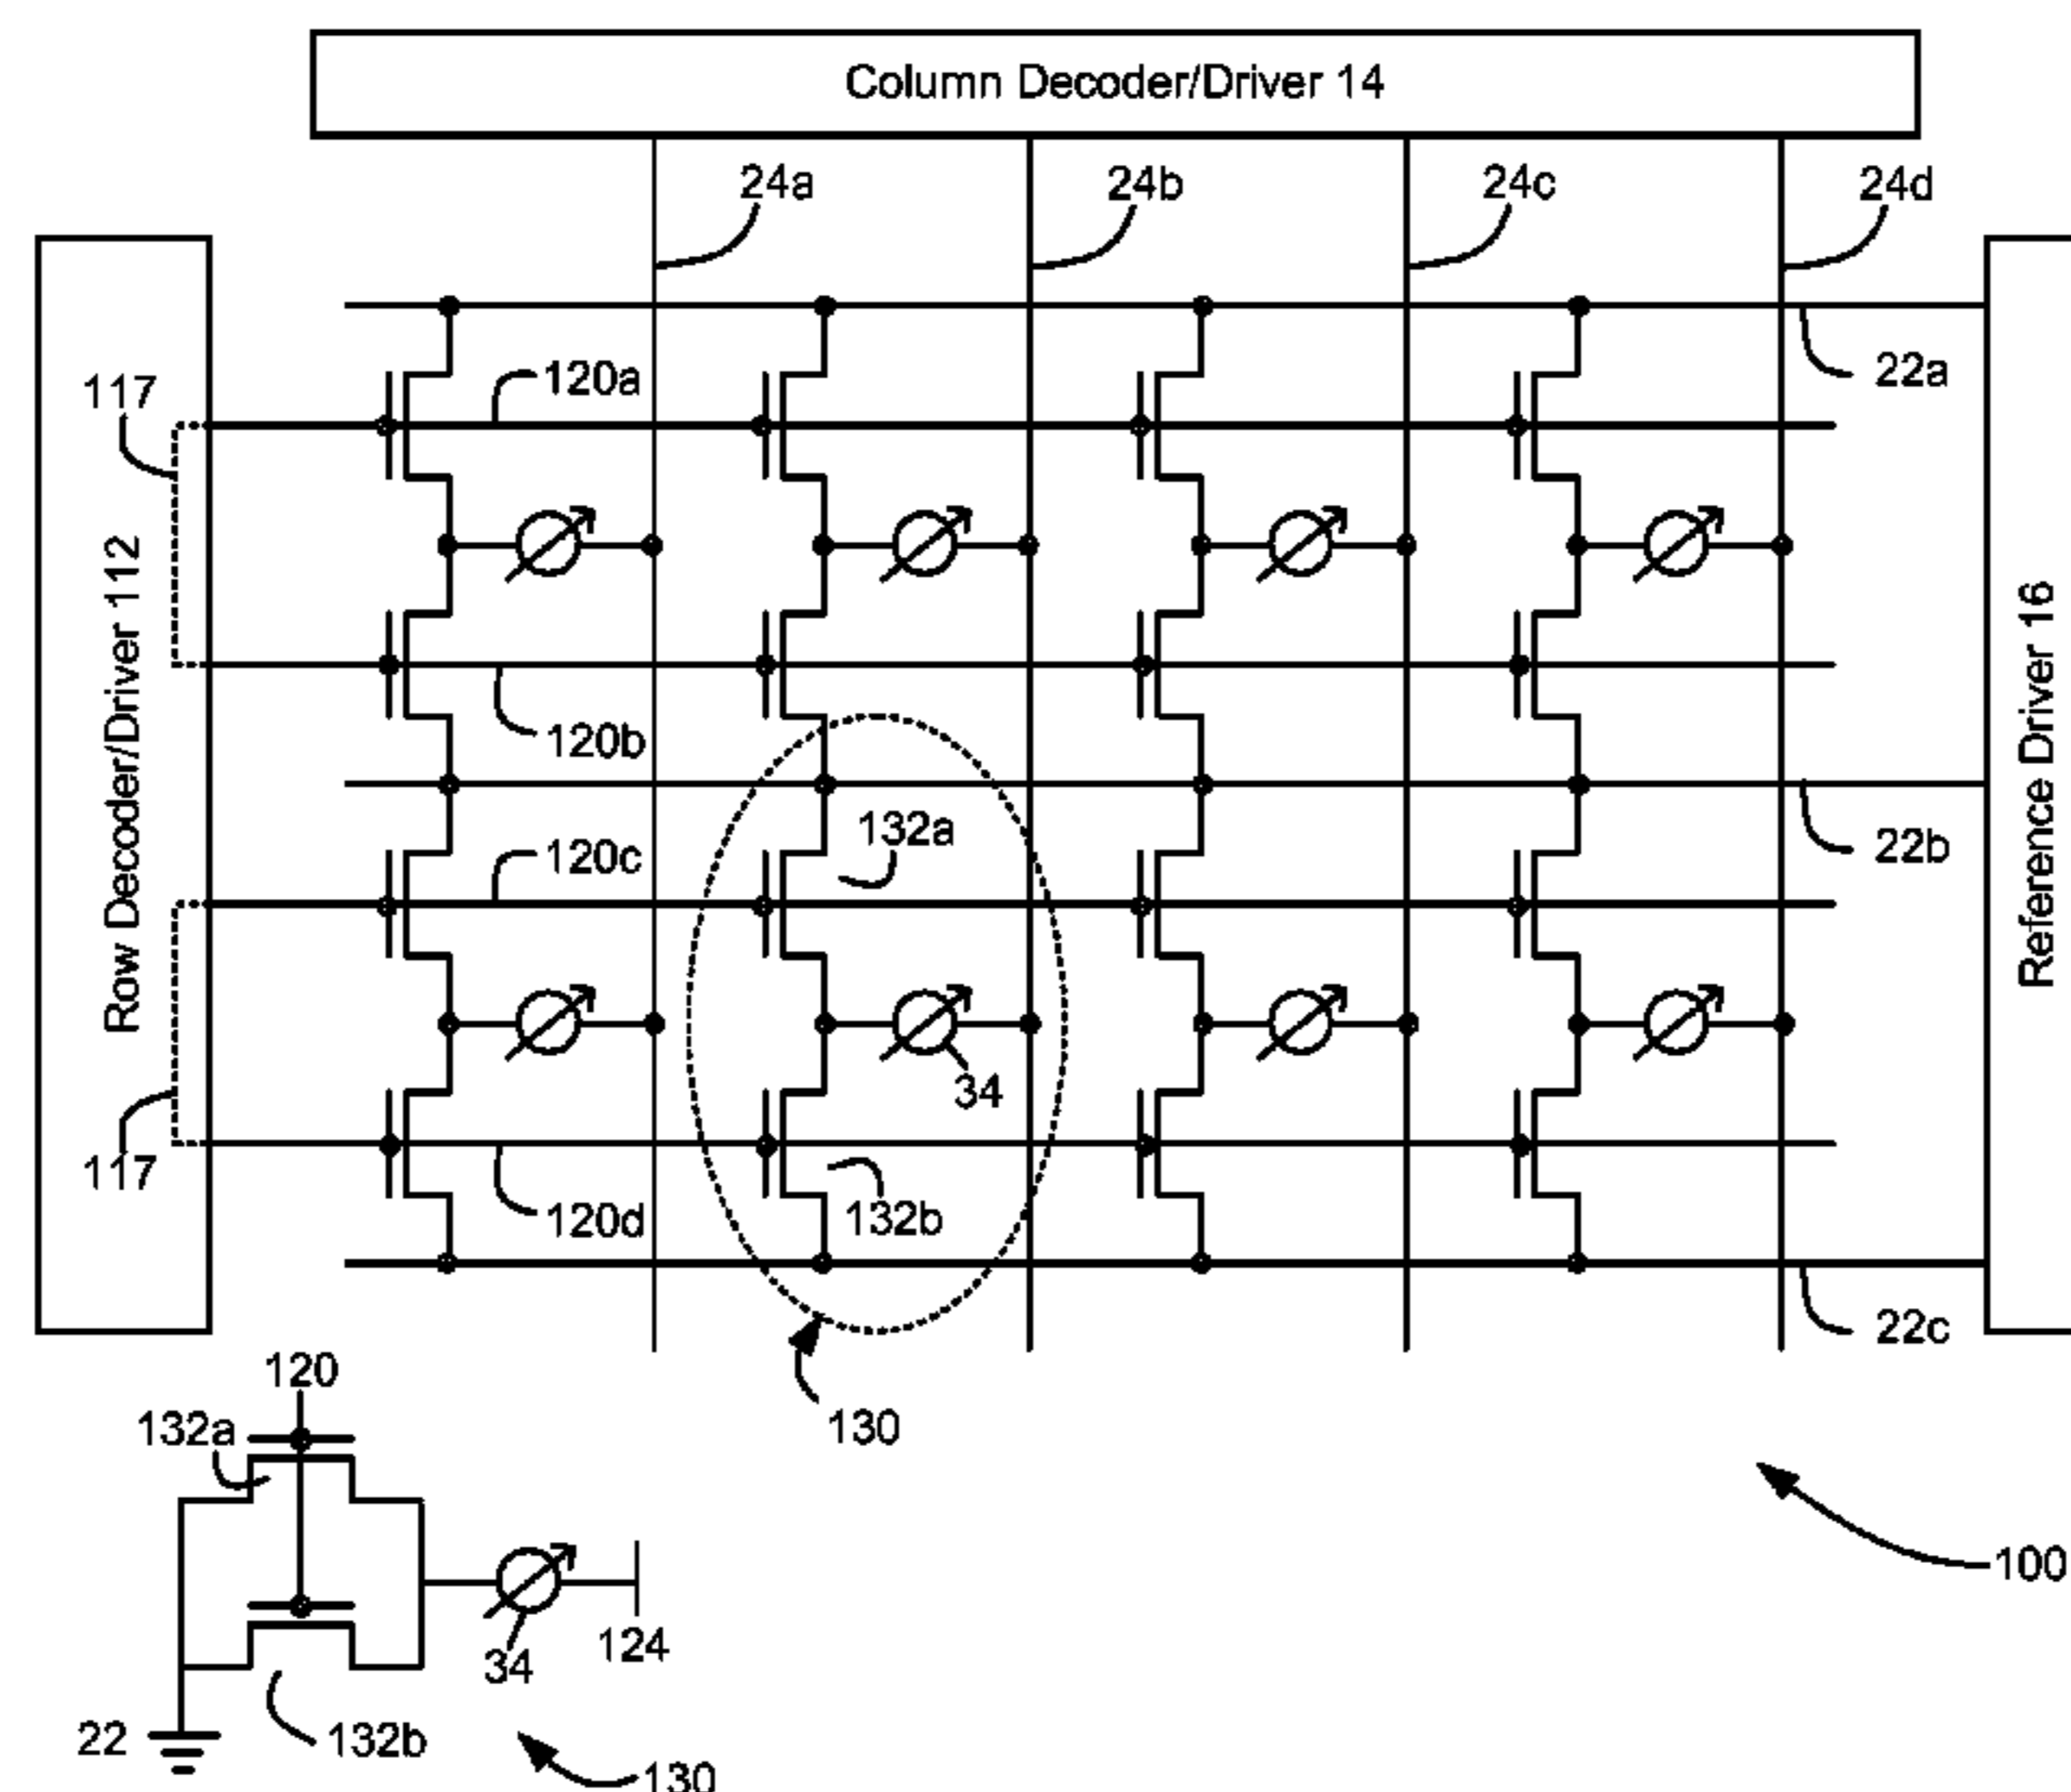 Column Decoder/Driver 14
24a
24b
24c
24d
117
120a
22a
Row Decoder/Driver 112
Reference Driver 16
120b
132a
120c
22b
34
117
120d
132b
22c
130
120
132a
100
34
124
22
132b
130